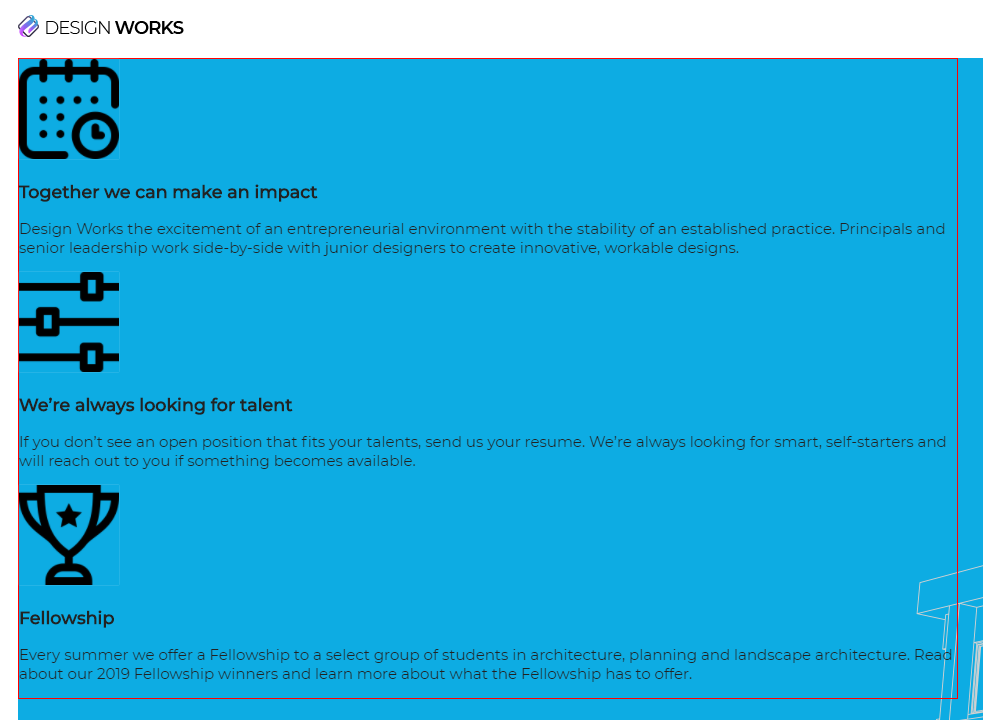 DESIGN WORKS
Together we can make an impact
Design Works the excitement of an entrepreneurial environment with the stability of an established practice. Principals and
senior leadership work side-by-side with junior designers to create innovative, workable designs.
We’re always looking for talent
If you don’t see an open position that fits your talents, send us your resume. We’re always looking for smart, self-starters and
will reach out to you if something becomes available.
Fellowship
Every summer we offer a Fellowship to a select group of students in architecture, planning and landscape architecture. Read
about our 2019 Fellowship winners and learn more about what the Fellowship has to offer.